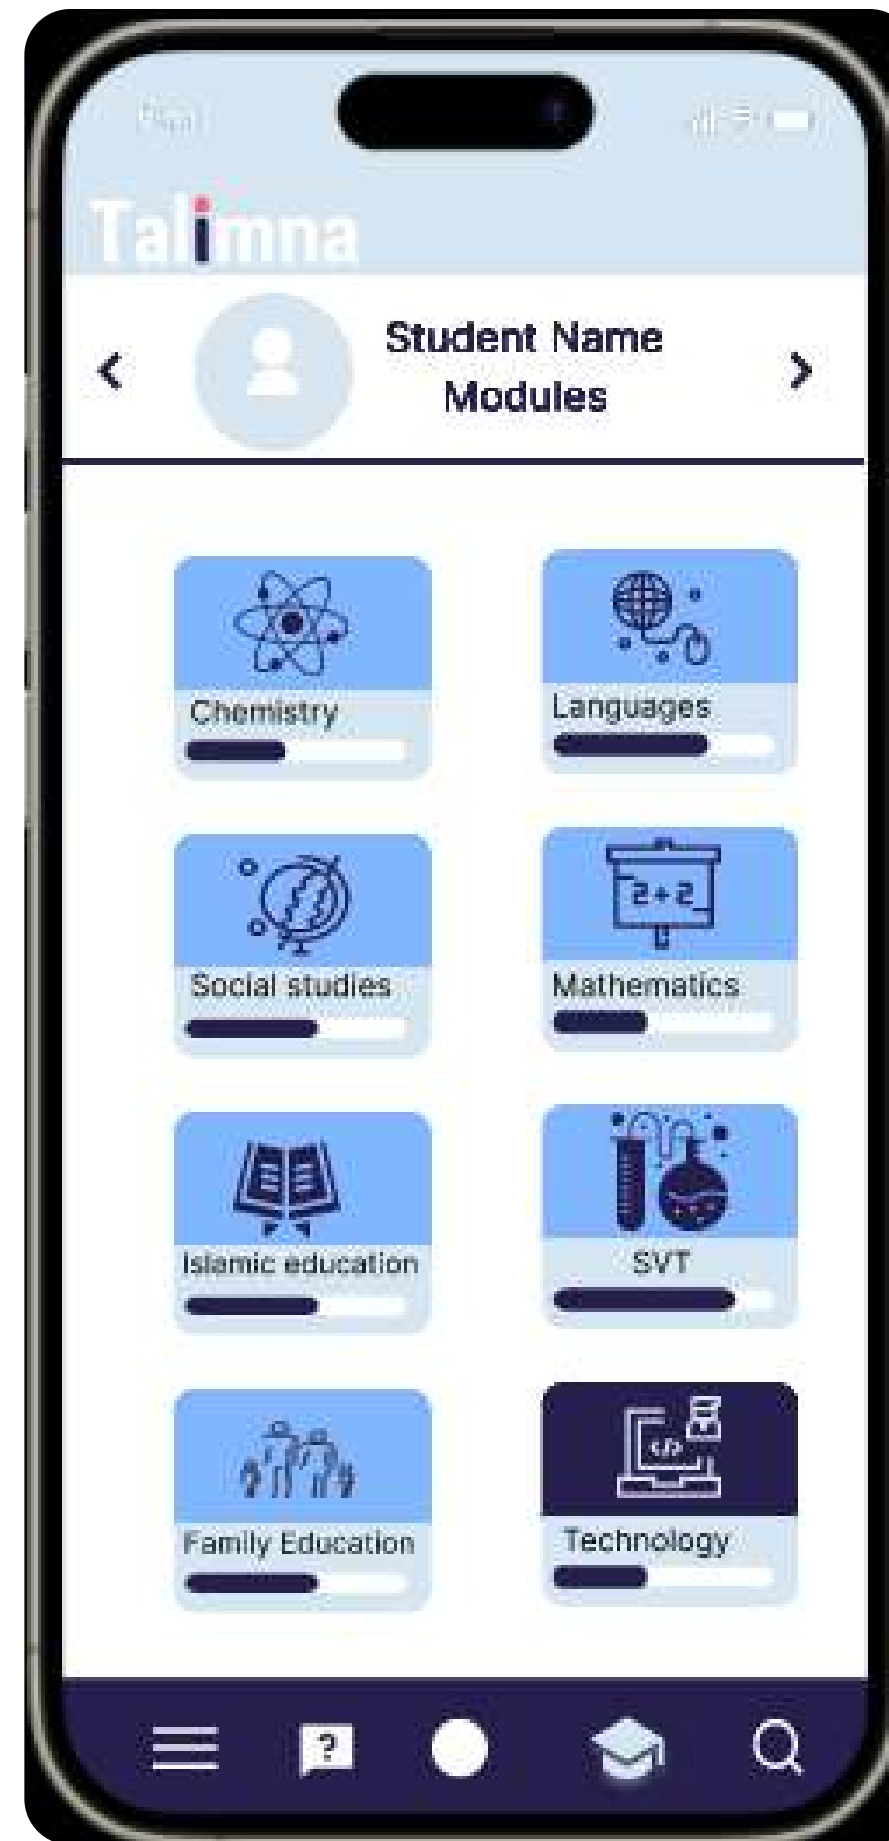 Talimna
Student Name
Modules
Chemistry
Languages
Social studies
2+2
Mathematics
Islamic education
SVT
</>
Family Education
Technology
?